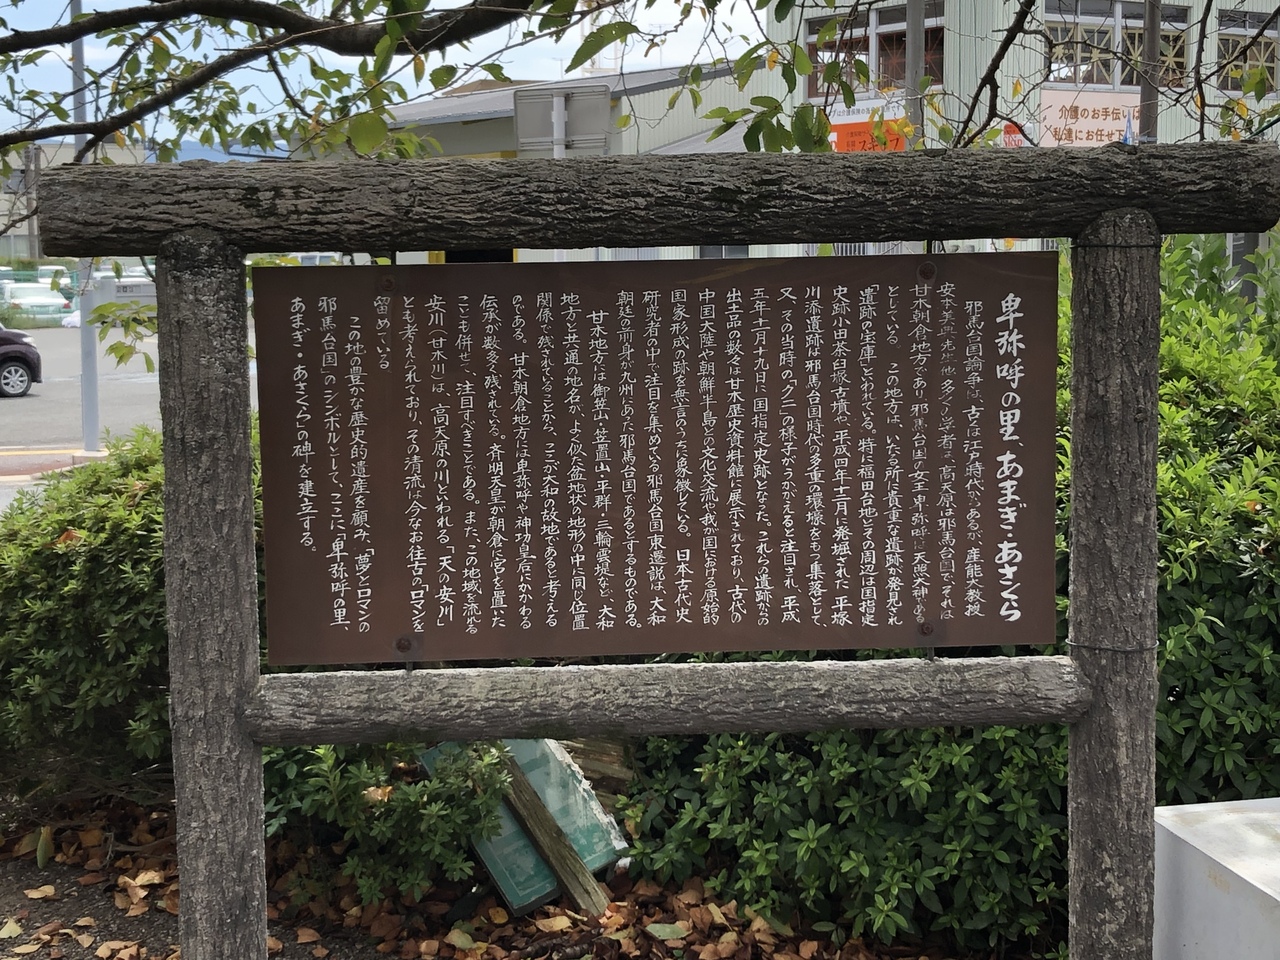 卑弥呼の里、あまぎ・あさくら
邪馬台国論争は、古くは江戸時代からあるが、産能大教授
安本美典先生他多くの学者は、高天原は邪馬台国で、それは
甘木朝倉地方であり、邪馬台国の女王卑弥呼は天照大神である
としている。この地方は、いたる所に貴重な遺跡が発見され
「遺跡の宝庫」といわれている。特に福田台地とその周辺は国指定
史跡小田茶臼塚古墳や、平成四年十二月に発掘された「平塚
川添遺跡は邪馬台国時代の多重の環壕をもつ集落として、
又、その当時の「クニ」の様子がうかがえると注目され、平成
五年十一月十九日に国指定史跡となった。これらの遺跡からの
出土品の数々は甘木歴史資料館に展示されており、古代の
中国大陸や朝鮮半島との文化交流や我が国における原始的
国家形成の跡を無言のうちに象徴している。日本古代史
研究者の中で注目を集めている邪馬台国東遷説は、大和
朝廷の前身が九州にあった邪馬台国であるとするものである。
甘木地方には御笠山・笠置山・平群・三輪・雲堤など、大和
地方と共通の地名が、よく似た盆地状の地形の中に同じ位置
関係で残されていることから、ここが大和の故地であると考える
のである。甘木朝倉地方には卑弥呼や神功皇后にかかわる
伝承が数多く残されている。斉明天皇が朝倉に宮を置いた
ことも併せ、注目すべきことである。また、この地域を流れる
安川（甘木川）は、高天原の川といわれる「天の安川」
とも考えられており、その清流は今なお往古の「ロマン」を
留めている
この地の豊かな歴史的遺産を顧み、「夢とロマンの
邪馬台国」のシンボルとして、ここに「卑弥呼の里、
あまぎ・あさくら」の碑を建立する。
介護のお手伝いは
私達にお任せ下